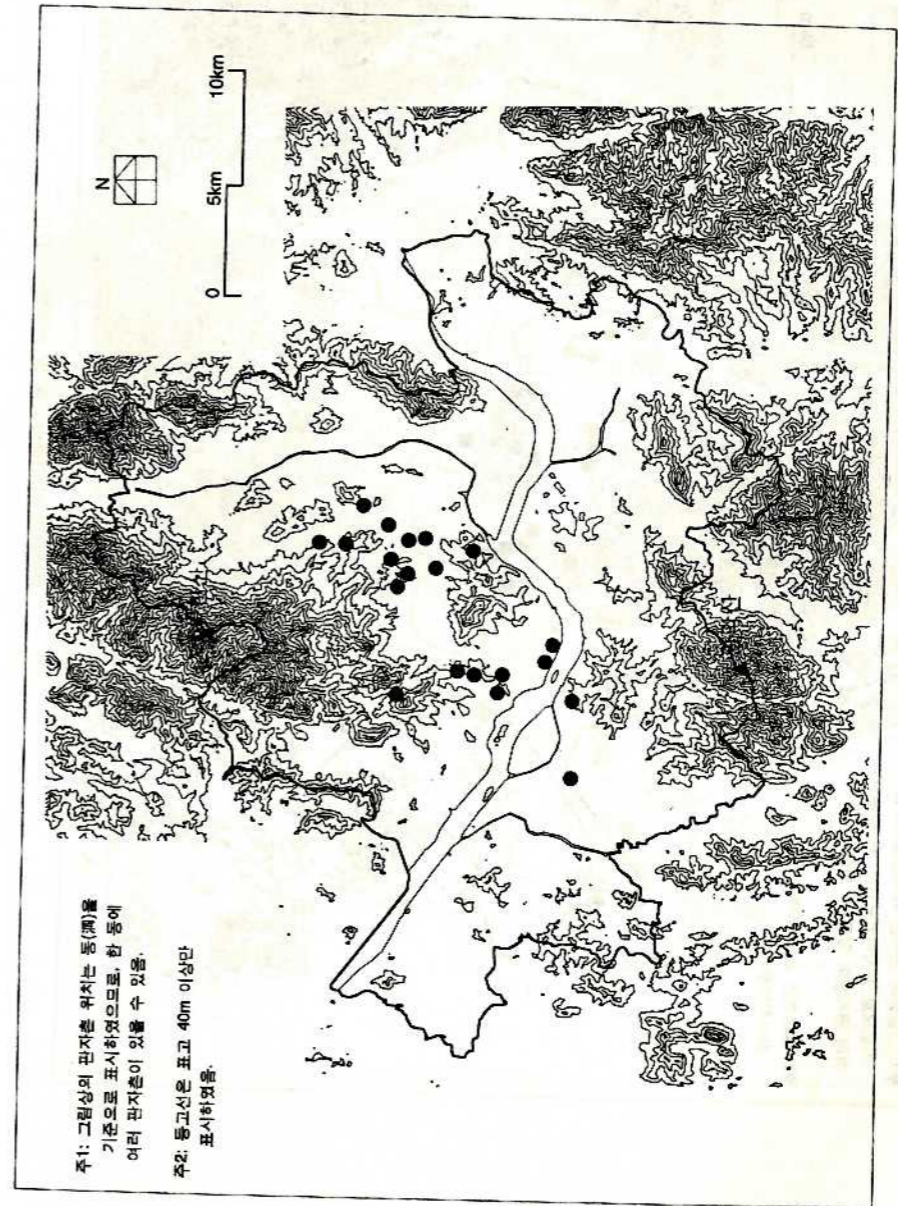 주1: 그림상의 판자촌 위치는 동(洞)을
기준으로 표시하였으므로, 한 동에
여러 판자촌이 있을 수 있음.
주2: 등고선은 표고 40m 이상만
표시하였음.
N
0 5km 10km